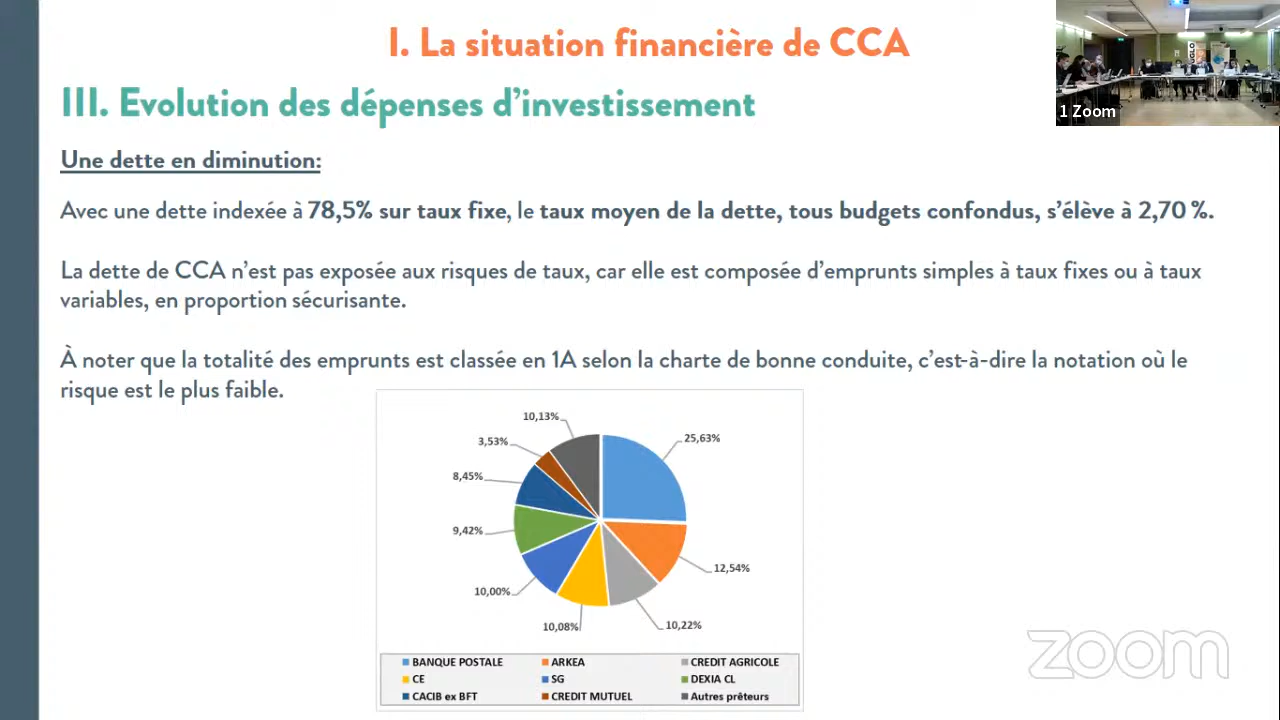 I. La situation financière de CCA
1 Zoom
III. Evolution des dépenses d'investissement
Une dette en diminution:
Avec une dette indexée à 78,5% sur taux fixe, le taux moyen de la dette, tous budgets confondus, s'élève à 2,70 %.
La dette de CCA n'est pas exposée aux risques de taux, car elle est composée d'emprunts simples à taux fixes ou à taux
variables, en proportion sécurisante.
À noter que la totalité des emprunts est classée en 1A selon la charte de bonne conduite, c'est-à-dire la notation où le
risque est le plus faible.
10,13%
25,63%
3,53%
8,45%
9,42%
12,54%
10,00%
10,22%
10,08%
BANQUE POSTALE ARKEA CREDIT AGRICOLE
CE SG DEXIA CL
CACIB ex BFT CREDIT MUTUEL Autres prêteurs
zoom